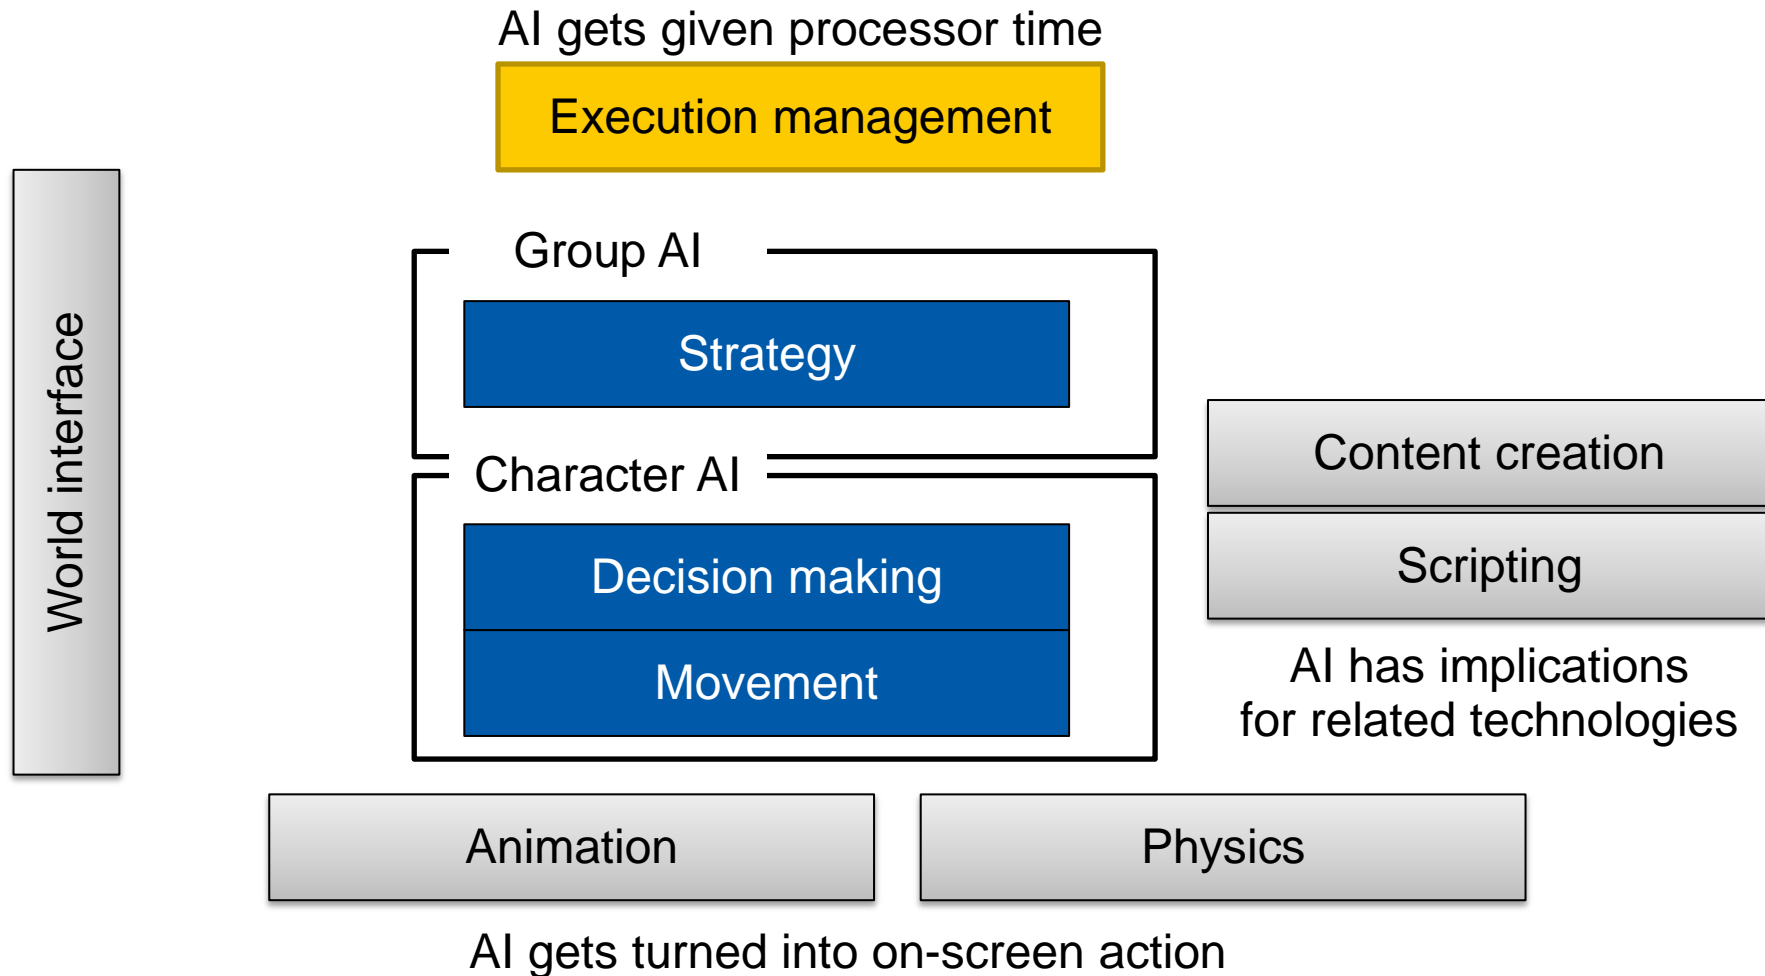 AI gets given processor time
Execution management
World interface
Group AI
Strategy
Character AI
Decision making
Movement
Content creation
Scripting
AI has implications
for related technologies
Animation
Physics
AI gets turned into on-screen action